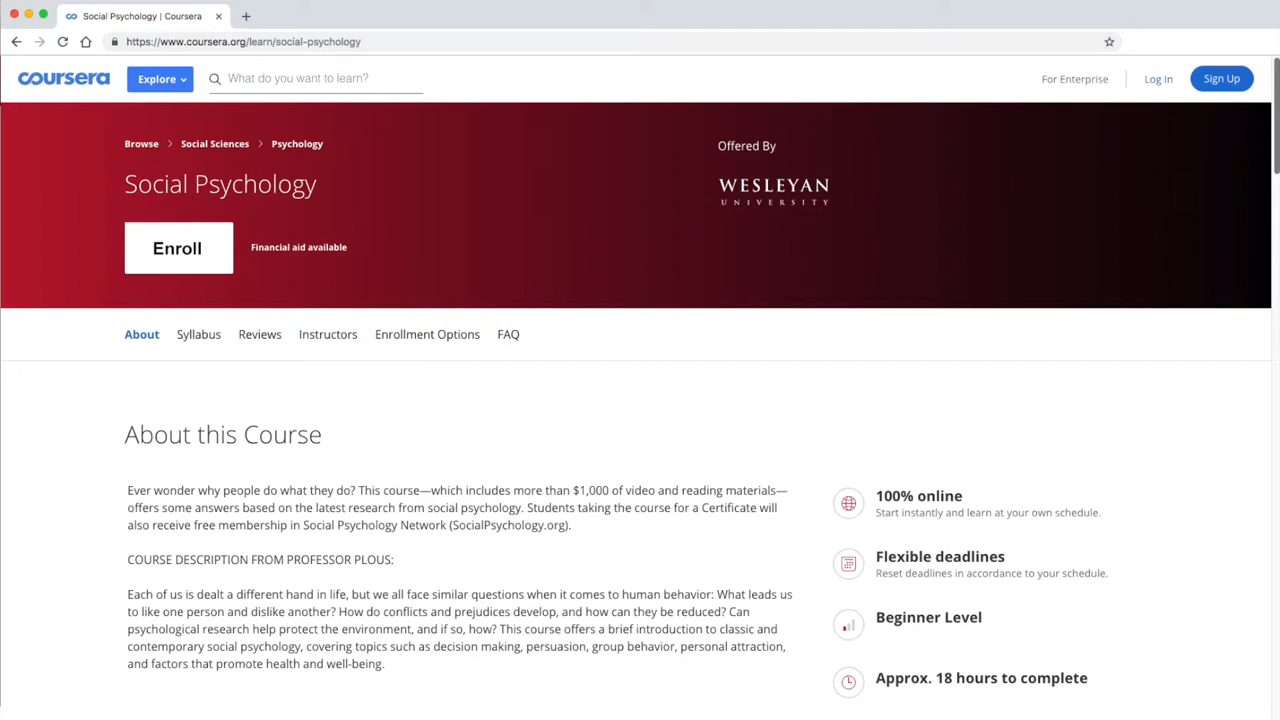 Social Psychology | Coursera
https://www.coursera.org/learn/social-psychology
coursera
Explore
What do you want to learn?
For Enterprise
Log In
Sign Up
Browse > Social Sciences > Psychology
Offered By
Social Psychology
WESLEYAN
UNIVERSITY
Enroll
Financial aid available
About
Syllabus
Reviews
Instructors
Enrollment Options
FAQ
About this Course
Ever wonder why people do what they do? This course—which includes more than $1,000 of video and reading materials—
offers some answers based on the latest research from social psychology. Students taking the course for a Certificate will
also receive free membership in Social Psychology Network (SocialPsychology.org).
COURSE DESCRIPTION FROM PROFESSOR PLOUS:
Each of us is dealt a different hand in life, but we all face similar questions when it comes to human behavior: What leads us
to like one person and dislike another? How do conflicts and prejudices develop, and how can they be reduced? Can
psychological research help protect the environment, and if so, how? This course offers a brief introduction to classic and
contemporary social psychology, covering topics such as decision making, persuasion, group behavior, personal attraction,
and factors that promote health and well-being.
100% online
Start instantly and learn at your own schedule.
Flexible deadlines
Reset deadlines in accordance to your schedule.
Beginner Level
Approx. 18 hours to complete